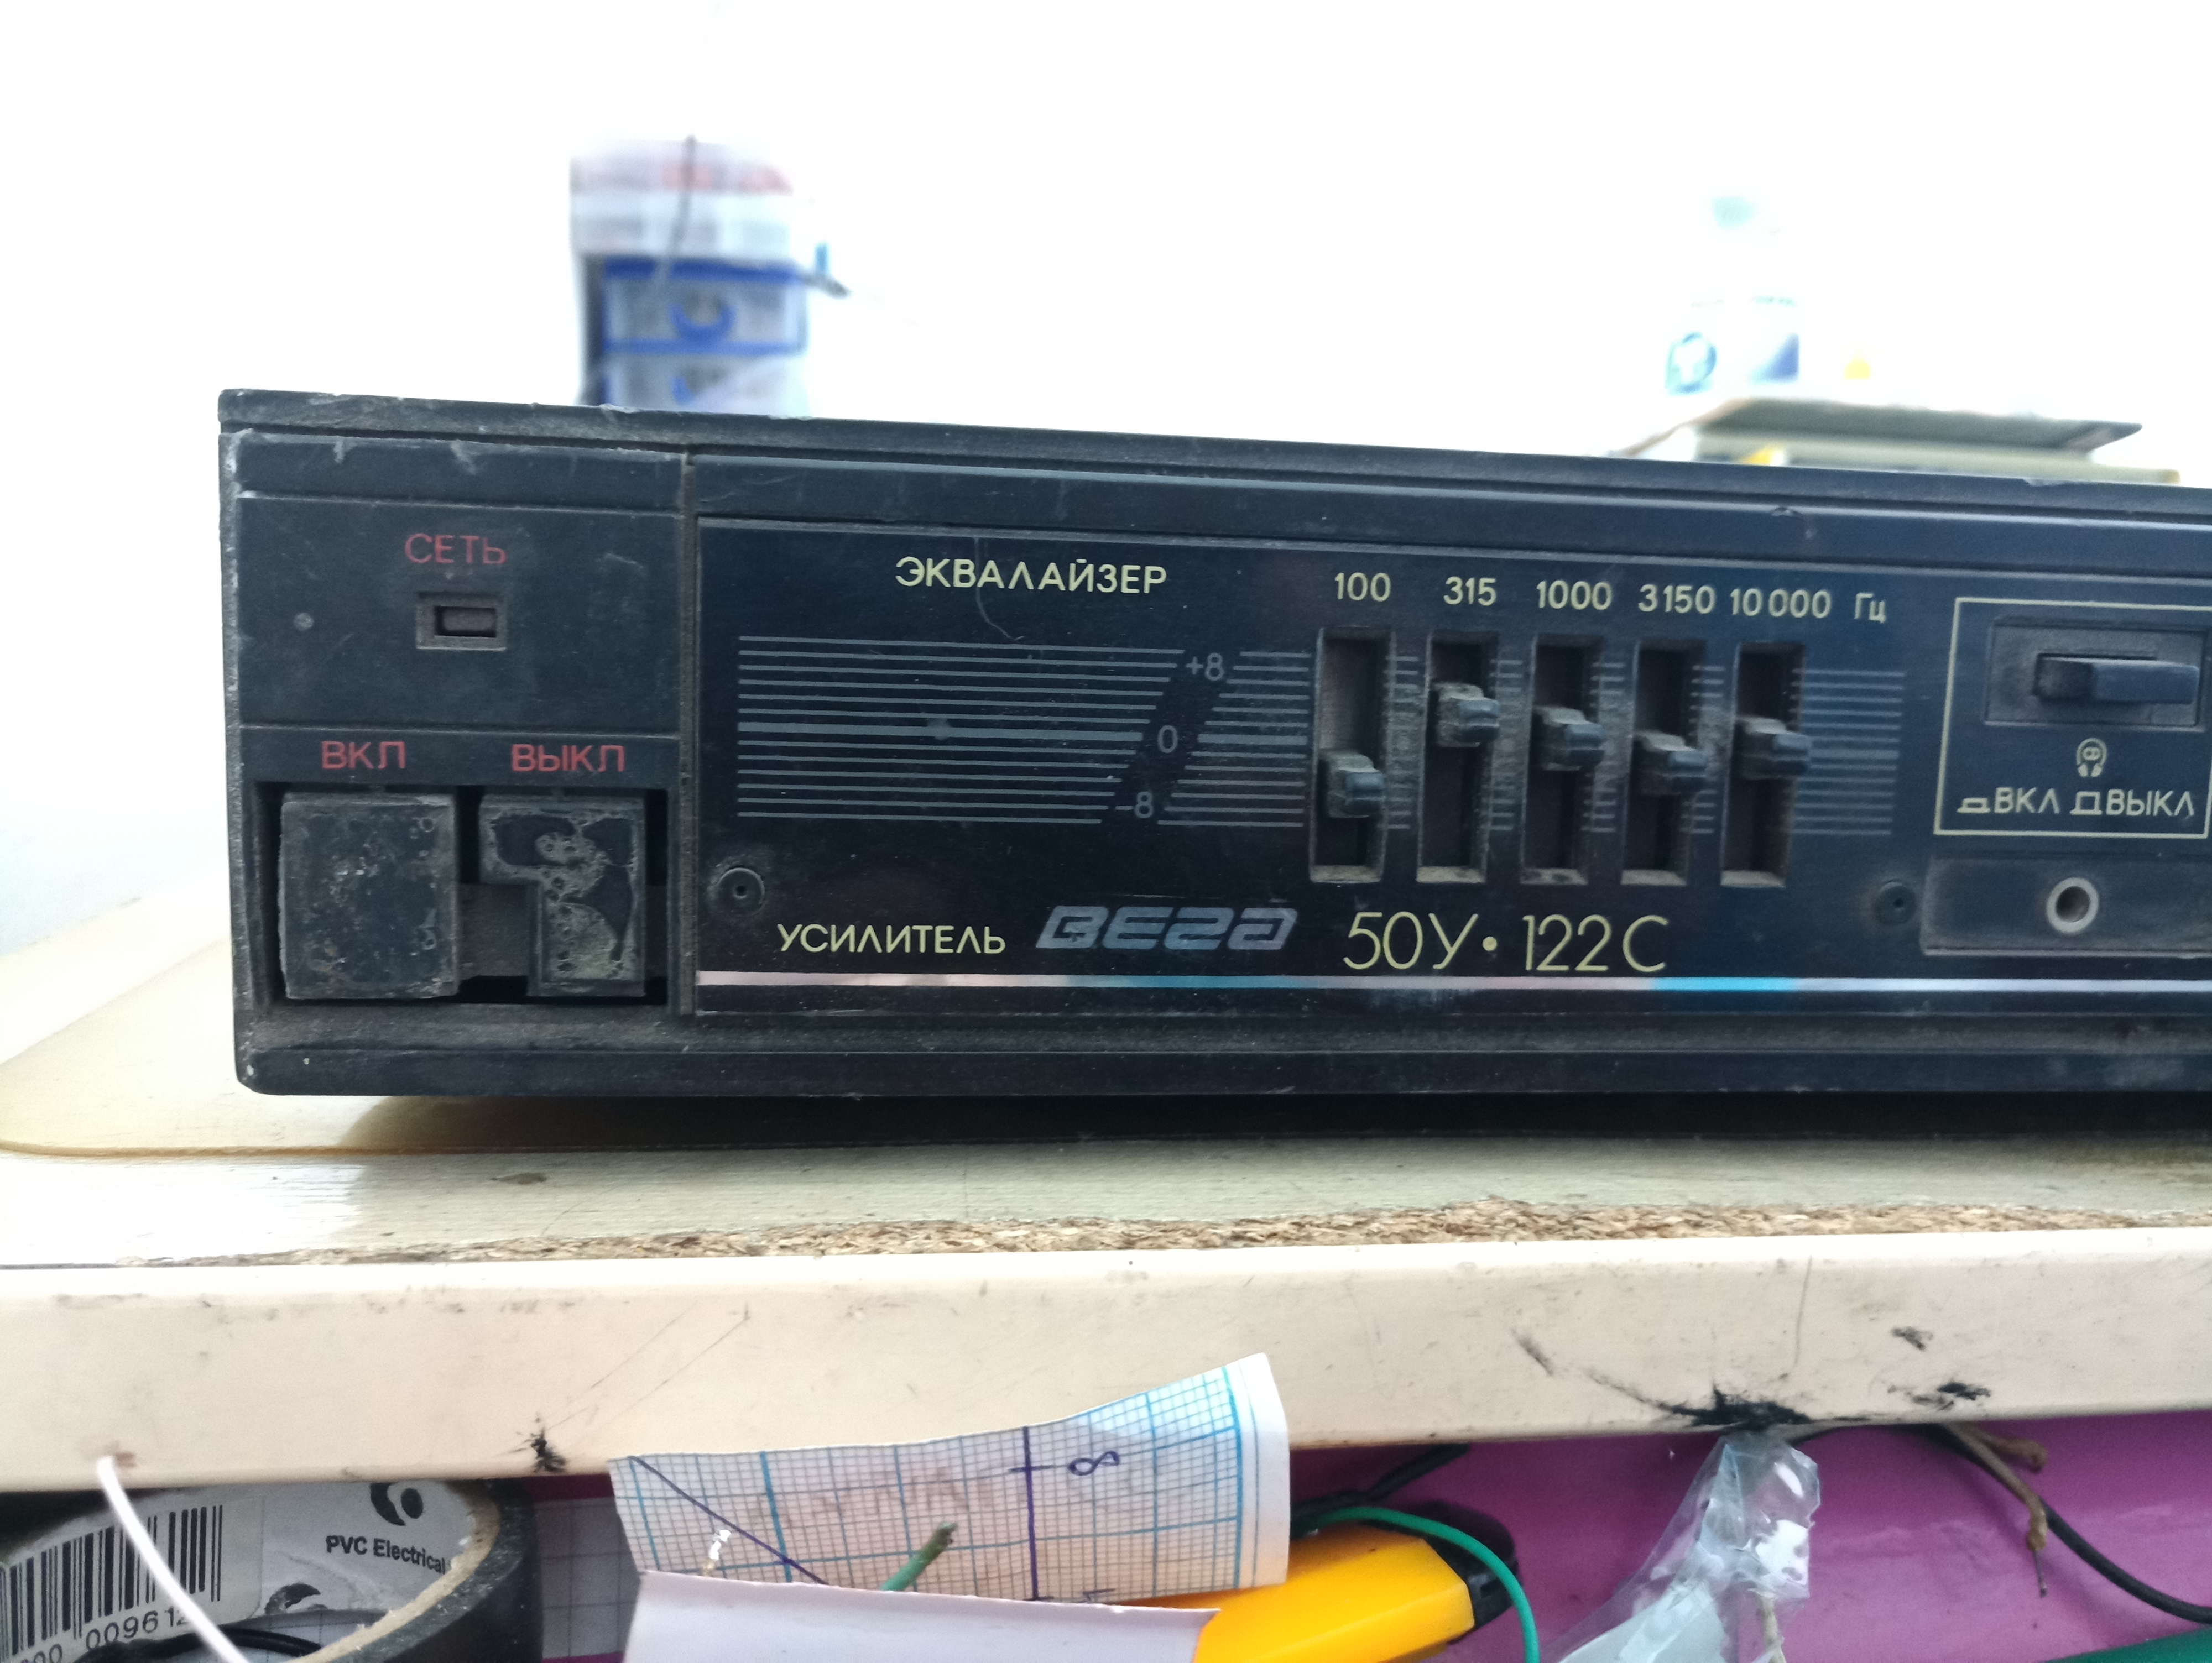 СЕТЬ
ВКЛ ВЫКЛ
ЭКВАЛАЙЗЕР
100 315 1000 3150 10 000 Гц
+8
0
-8
ВКЛ ВЫКЛ
УСИЛИТЕЛЬ ВЕГА 50У·122С
8
PVC Electrical